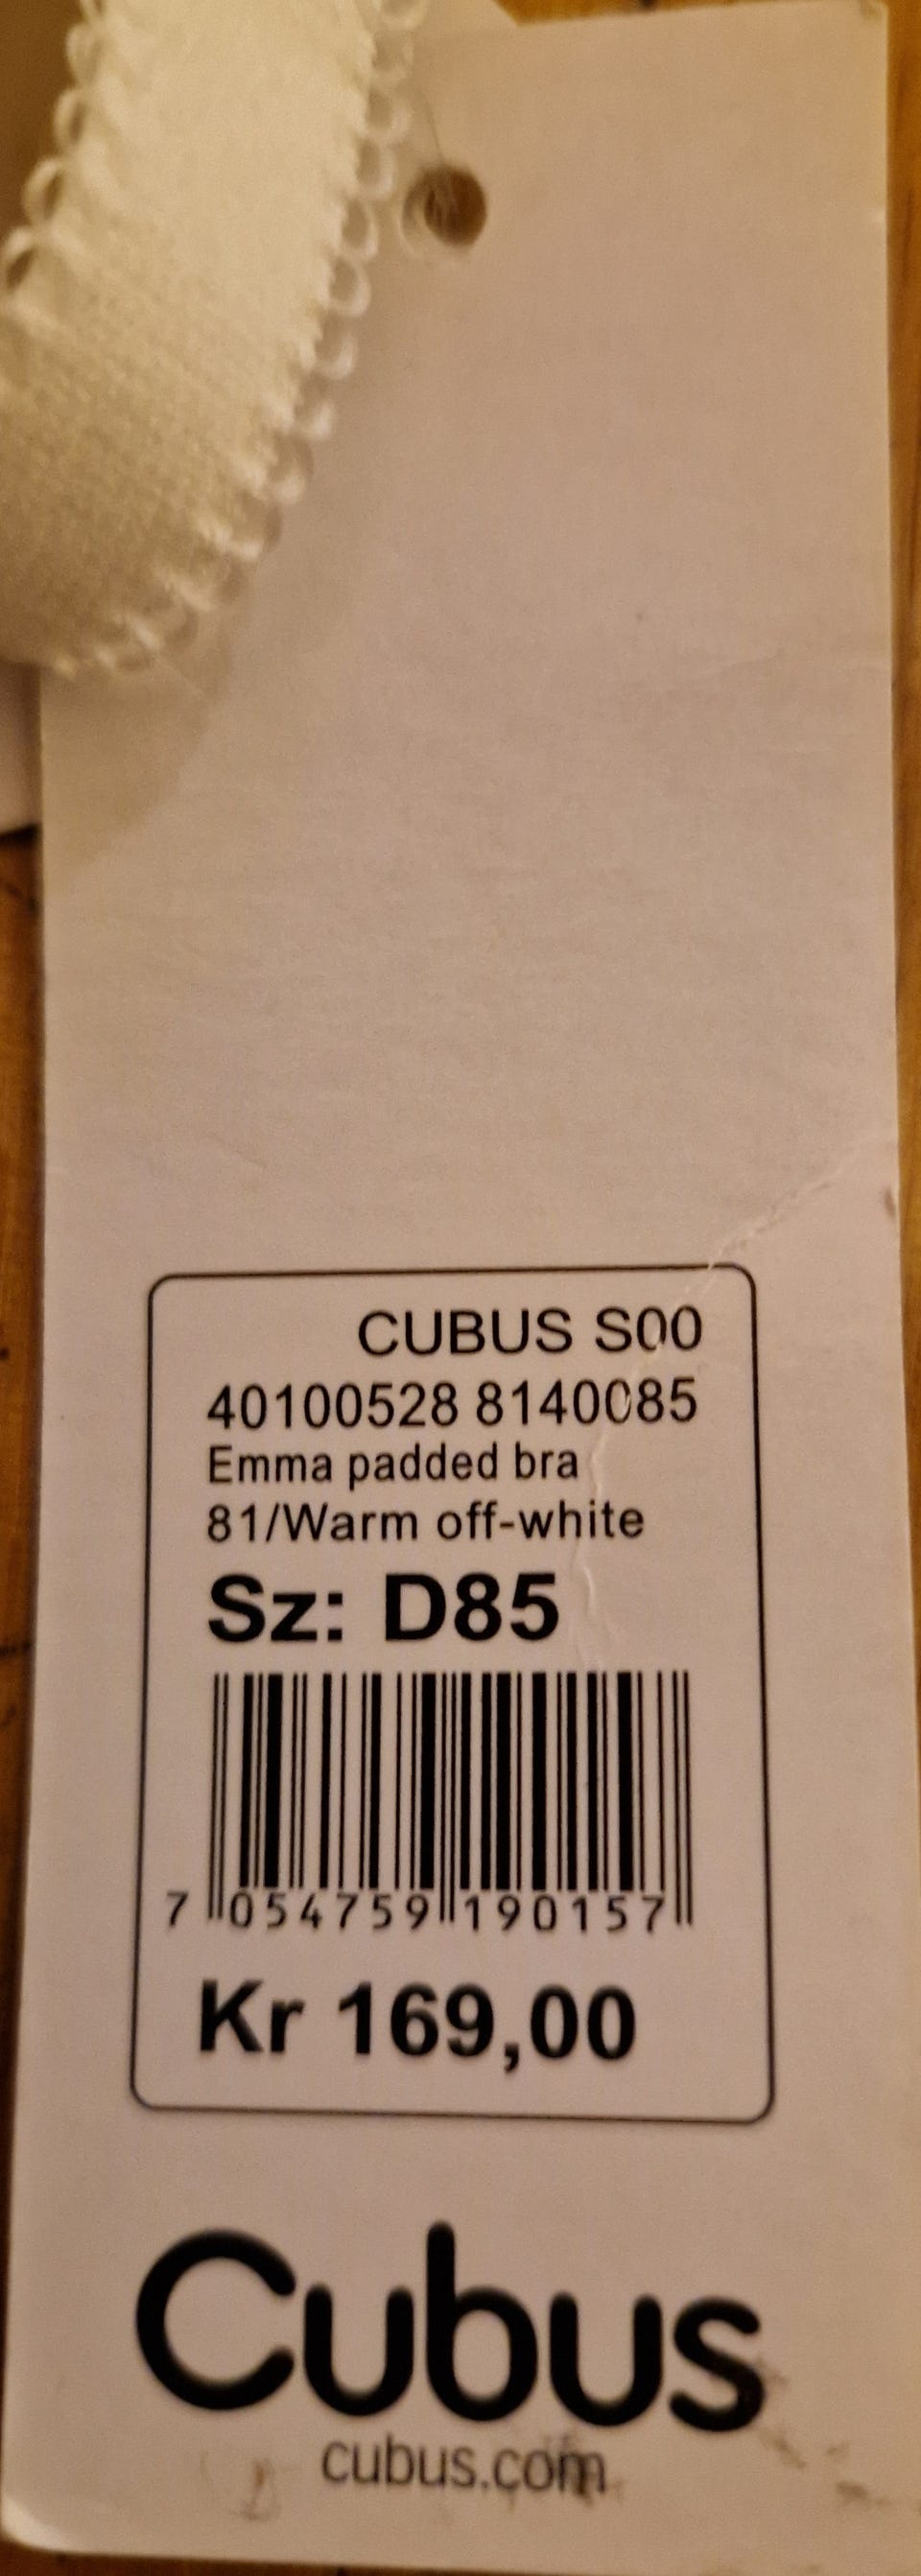 CUBUS S00
40100528 8140085
Emma padded bra
81/Warm off-white
Sz: D85
7 054759 190157
Kr 169,00
Cubus
cubus.com